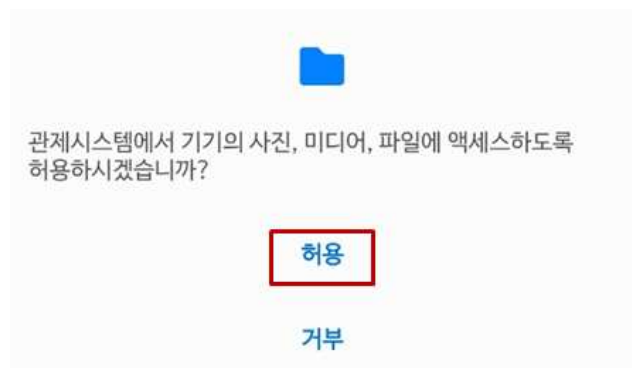 관제시스템에서 기기의 사진, 미디어, 파일에 액세스하도록
허용하시겠습니까?
허용
거부